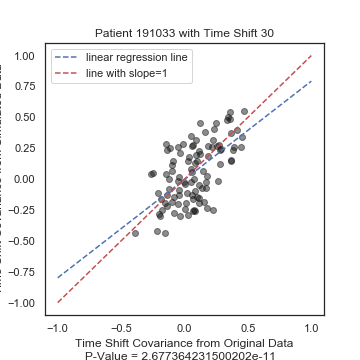 Patient 191033 with Time Shift 30
linear regression line
line with slope=1
1.00
0.75
0.50
0.25
0.00
−0.25
−0.50
−0.75
−1.00
−1.0 −0.5 0.0 0.5 1.0
Time Shift Covariance from Original Data
P-Value = 2.677364231500202e-11